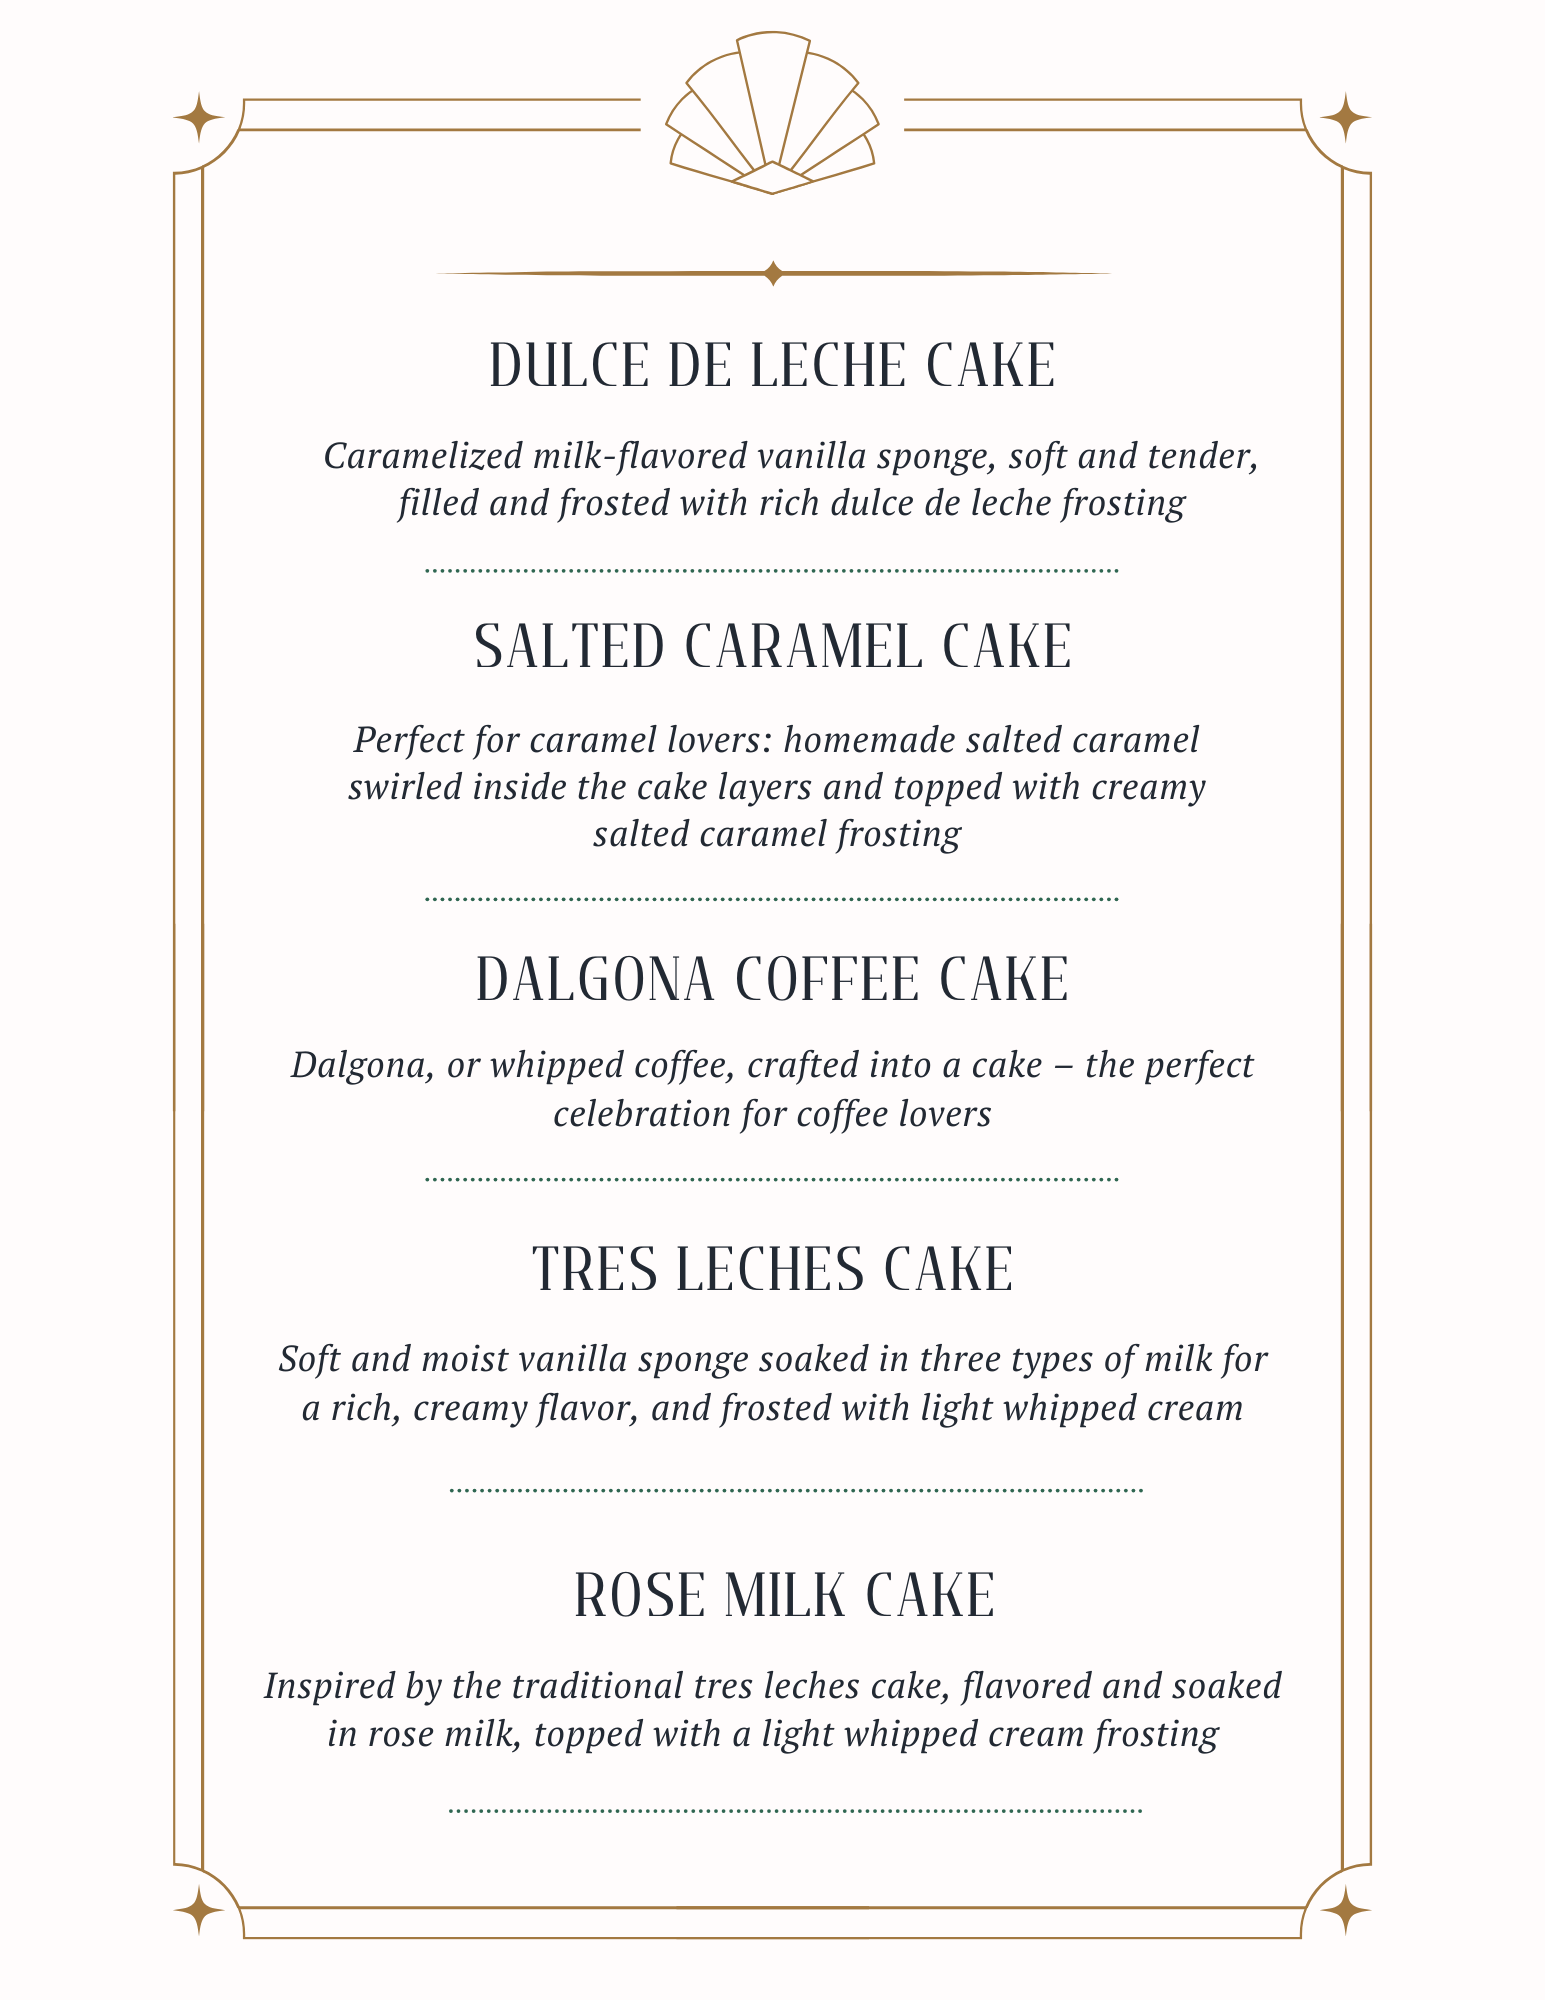 DULCE DE LECHE CAKE
Caramelized milk-flavored vanilla sponge, soft and tender,
filled and frosted with rich dulce de leche frosting
SALTED CARAMEL CAKE
Perfect for caramel lovers: homemade salted caramel
swirled inside the cake layers and topped with creamy
salted caramel frosting
DALGONA COFFEE CAKE
Dalgona, or whipped coffee, crafted into a cake – the perfect
celebration for coffee lovers
TRES LECHES CAKE
Soft and moist vanilla sponge soaked in three types of milk for
a rich, creamy flavor, and frosted with light whipped cream
ROSE MILK CAKE
Inspired by the traditional tres leches cake, flavored and soaked
in rose milk, topped with a light whipped cream frosting